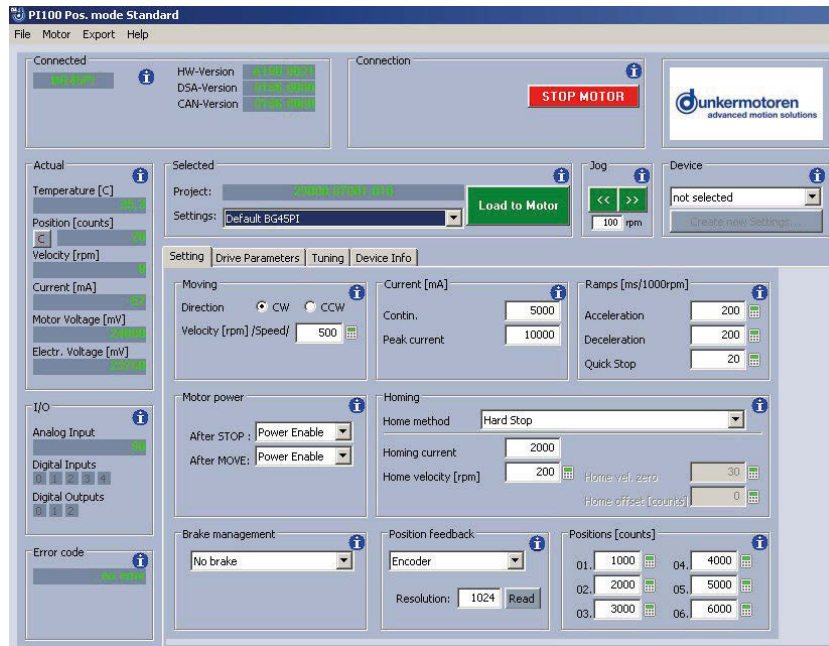 PI100 Pos. mode Standard
File Motor Export Help
Connected
BG45PI
HW-Version
DSA-Version
CAN-Version
Connection
STOP MOTOR
Dunkermotoren
advanced motion solutions
Actual
Temperature [C]
Position [counts]
C
Velocity [rpm]
Current [mA]
Motor Voltage [mV]
Electr. Voltage [mV]
Selected
Project:
Settings: Default BG45PI
Load to Motor
Jog
<< >>
100 rpm
Device
not selected
Create new Settings...
Setting Drive Parameters Tuning Device Info
Moving
Direction CW CCW
Velocity [rpm] /Speed/ 500
Current [mA]
Contin. 5000
Peak current 10000
Ramps [ms/1000rpm]
Acceleration 200
Deceleration 200
Quick Stop 20
I/O
Analog Input
Digital Inputs
0 1 2 3 4
Digital Outputs
0 1 2
Motor power
After STOP : Power Enable
After MOVE: Power Enable
Homing
Home method Hard Stop
Homing current 2000
Home velocity [rpm] 200
Home vel. zero 30
Home offset [counts] 0
Error code
no error
Brake management
No brake
Position feedback
Encoder
Resolution: 1024 Read
Positions [counts]
01. 1000 04. 4000
02. 2000 05. 5000
03. 3000 06. 6000